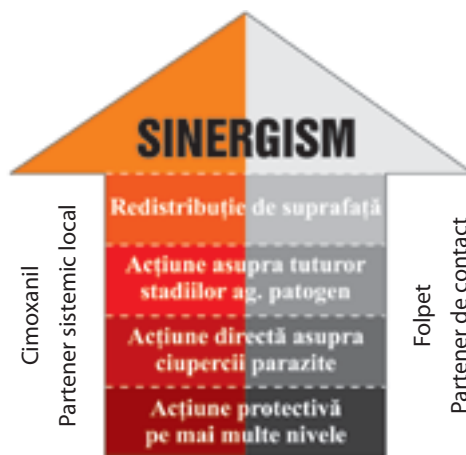 SINERGISM
Redistribuție de suprafață
Acțiune asupra tuturor
stadiilor ag. patogen
Acțiune directă asupra
ciupercii parazite
Acțiune protectivă
pe mai multe nivele
Cimoxanil
Partener sistemic local
Folpet
Partener de contact